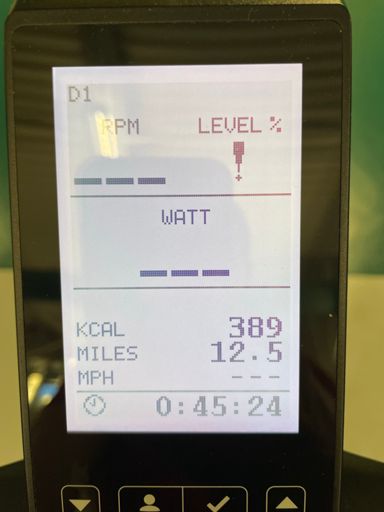 D1
RPM LEVEL %
--- 
WATT
---
KCAL 389
MILES 12.5
MPH ---
0:45:24